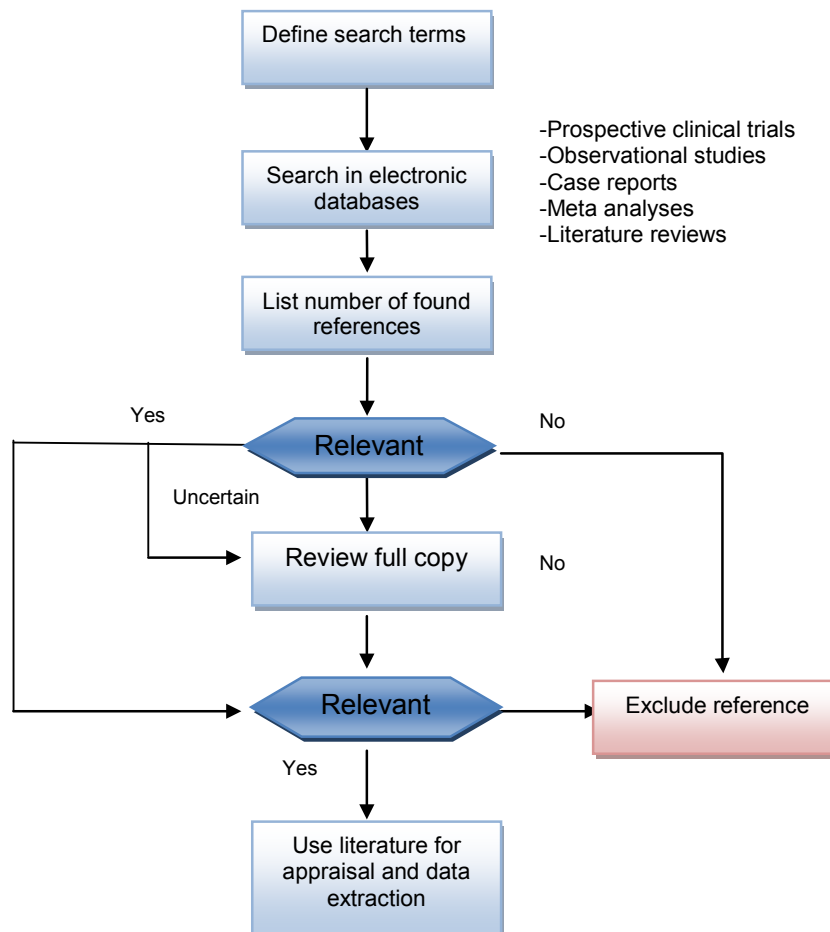 Define search terms
-Prospective clinical trials
-Observational studies
-Case reports
-Meta analyses
-Literature reviews
Search in electronic
databases
List number of found
references
Yes
No
Relevant
Uncertain
Review full copy
No
Relevant
Exclude reference
Yes
Use literature for
appraisal and data
extraction